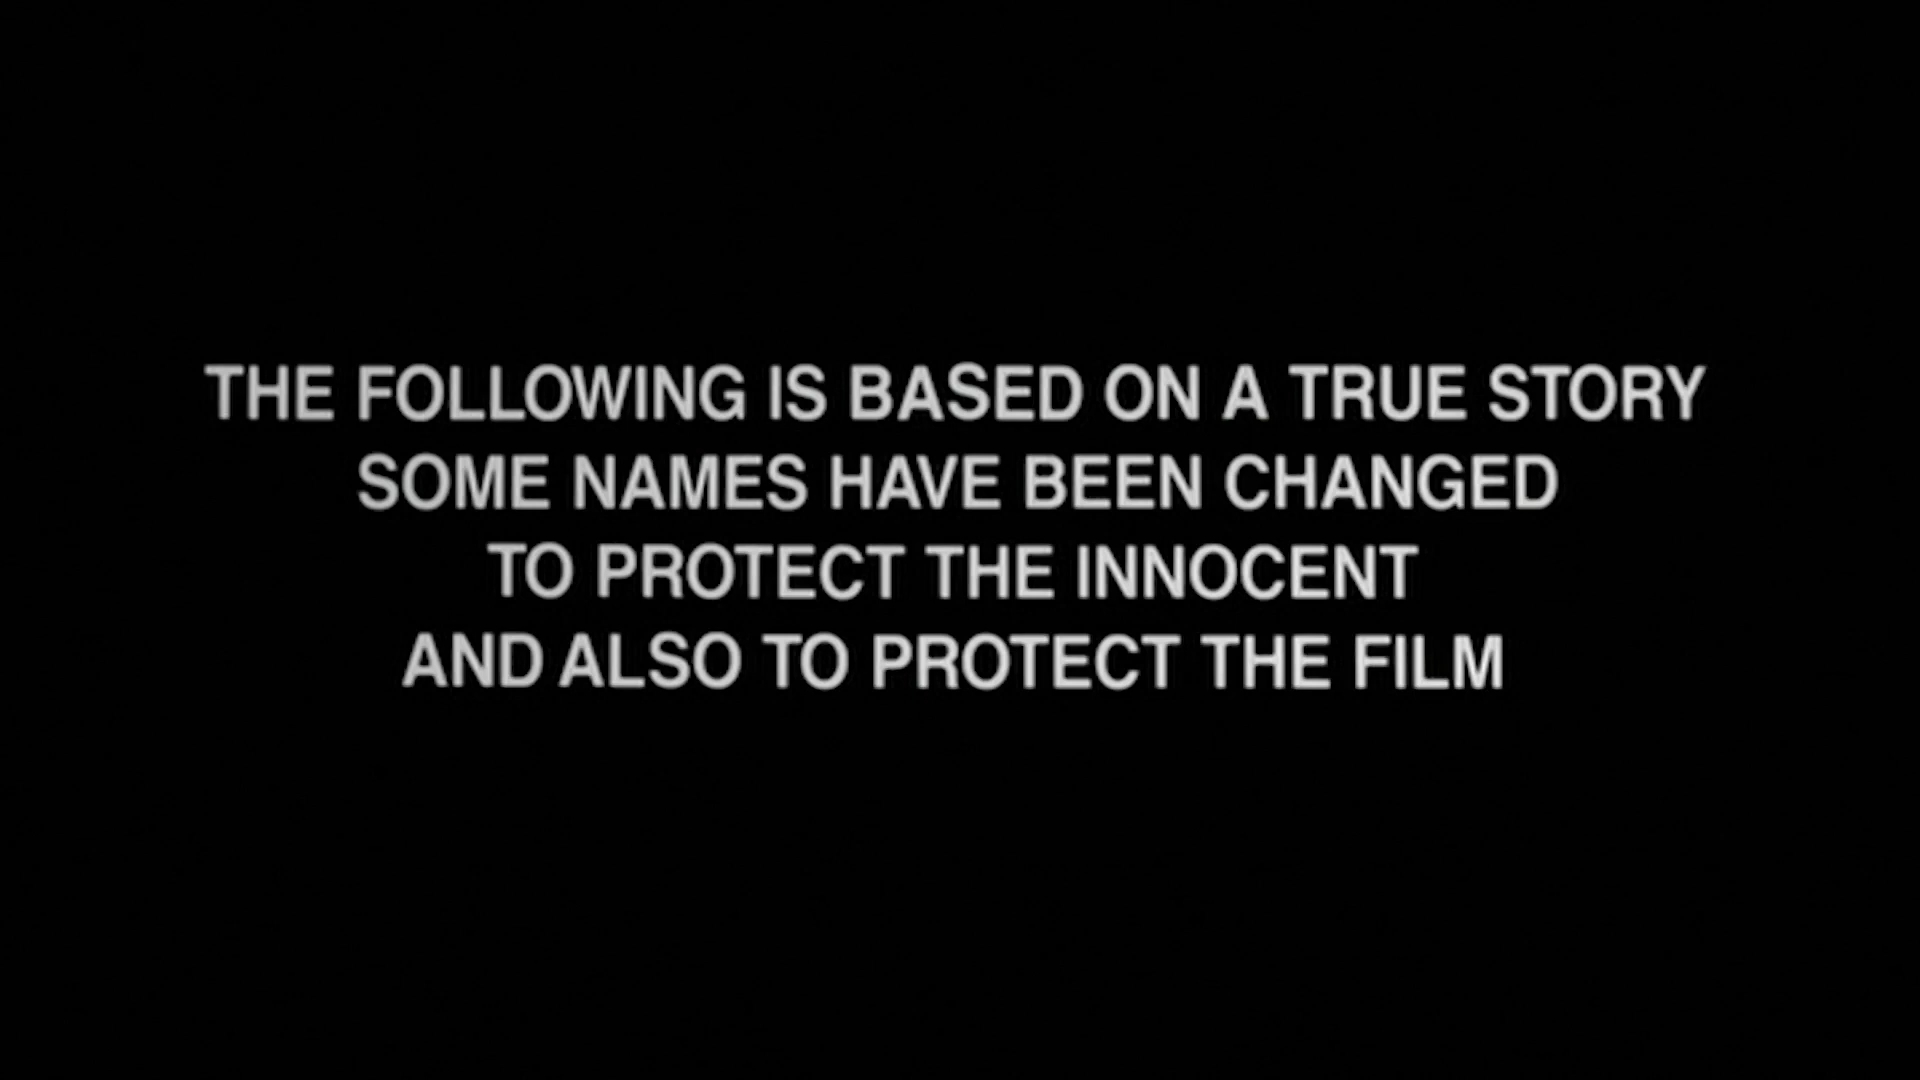 THE FOLLOWING IS BASED ON A TRUE STORY
SOME NAMES HAVE BEEN CHANGED
TO PROTECT THE INNOCENT
AND ALSO TO PROTECT THE FILM